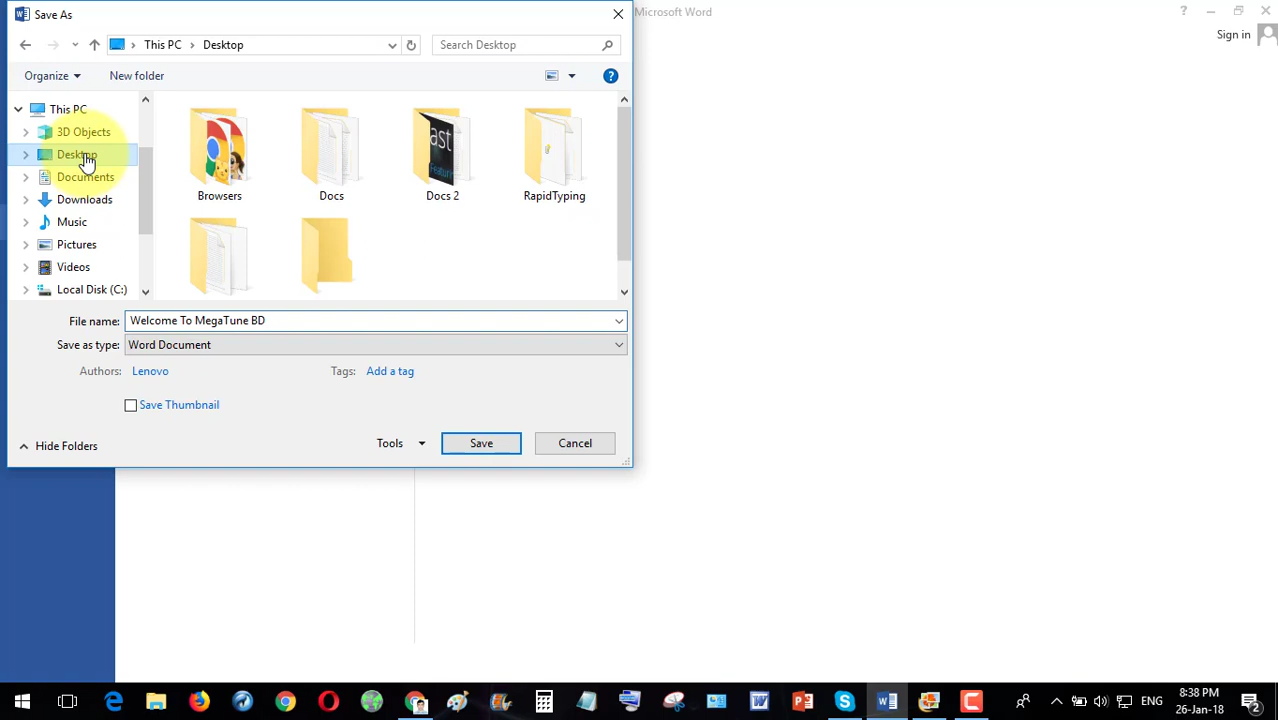 Save As
Microsoft Word
Sign in
This PC
Desktop
Search Desktop
Organize
New folder
This PC
3D Objects
Desktop
Documents
Downloads
Music
Pictures
Videos
Local Disk (C:)
Browsers
Docs
Docs 2
RapidTyping
File name:
Welcome To MegaTune BD
Save as type:
Word Document
Authors:
Lenovo
Tags:
Add a tag
Save Thumbnail
Hide Folders
Tools
Save
Cancel
ENG
8:38 PM
26-Jan-18
2